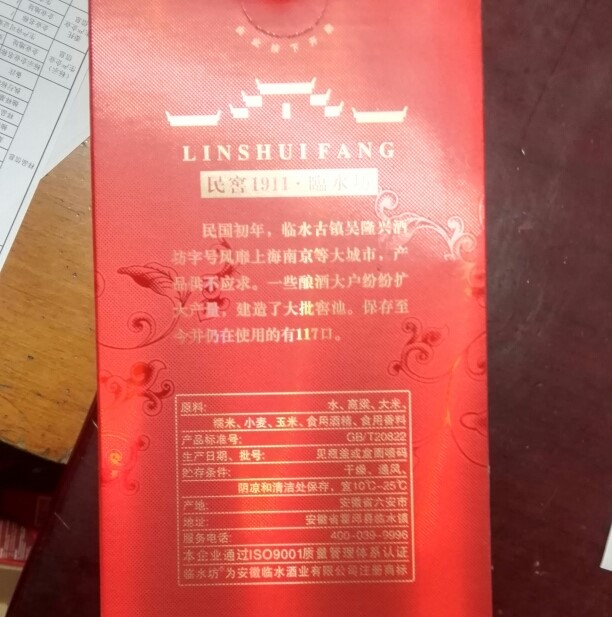 由此按下开启
LINSHUI FANG
民窖1911·临水坊
民国初年，临水古镇吴隆兴酒
坊字号风靡上海南京等大城市，产
品供不应求。一些酿酒大户纷纷扩
大产量，建造了大批窖池。保存至
今并仍在使用的有117口。
原料: 水、高粱、大米、
糯米、小麦、玉米、食用酒精、食用香料
产品标准号: GB/T20822
生产日期、批号: 见瓶盖或盒面喷码
贮存条件: 干燥、通风、
阴凉和清洁处保存，宜10℃-25℃
产地: 安徽省六安市
地址: 安徽省霍邱县临水镇
服务电话: 400-039-9996
本企业通过ISO9001质量管理体系认证
临水坊®为安徽临水酒业有限公司注册商标